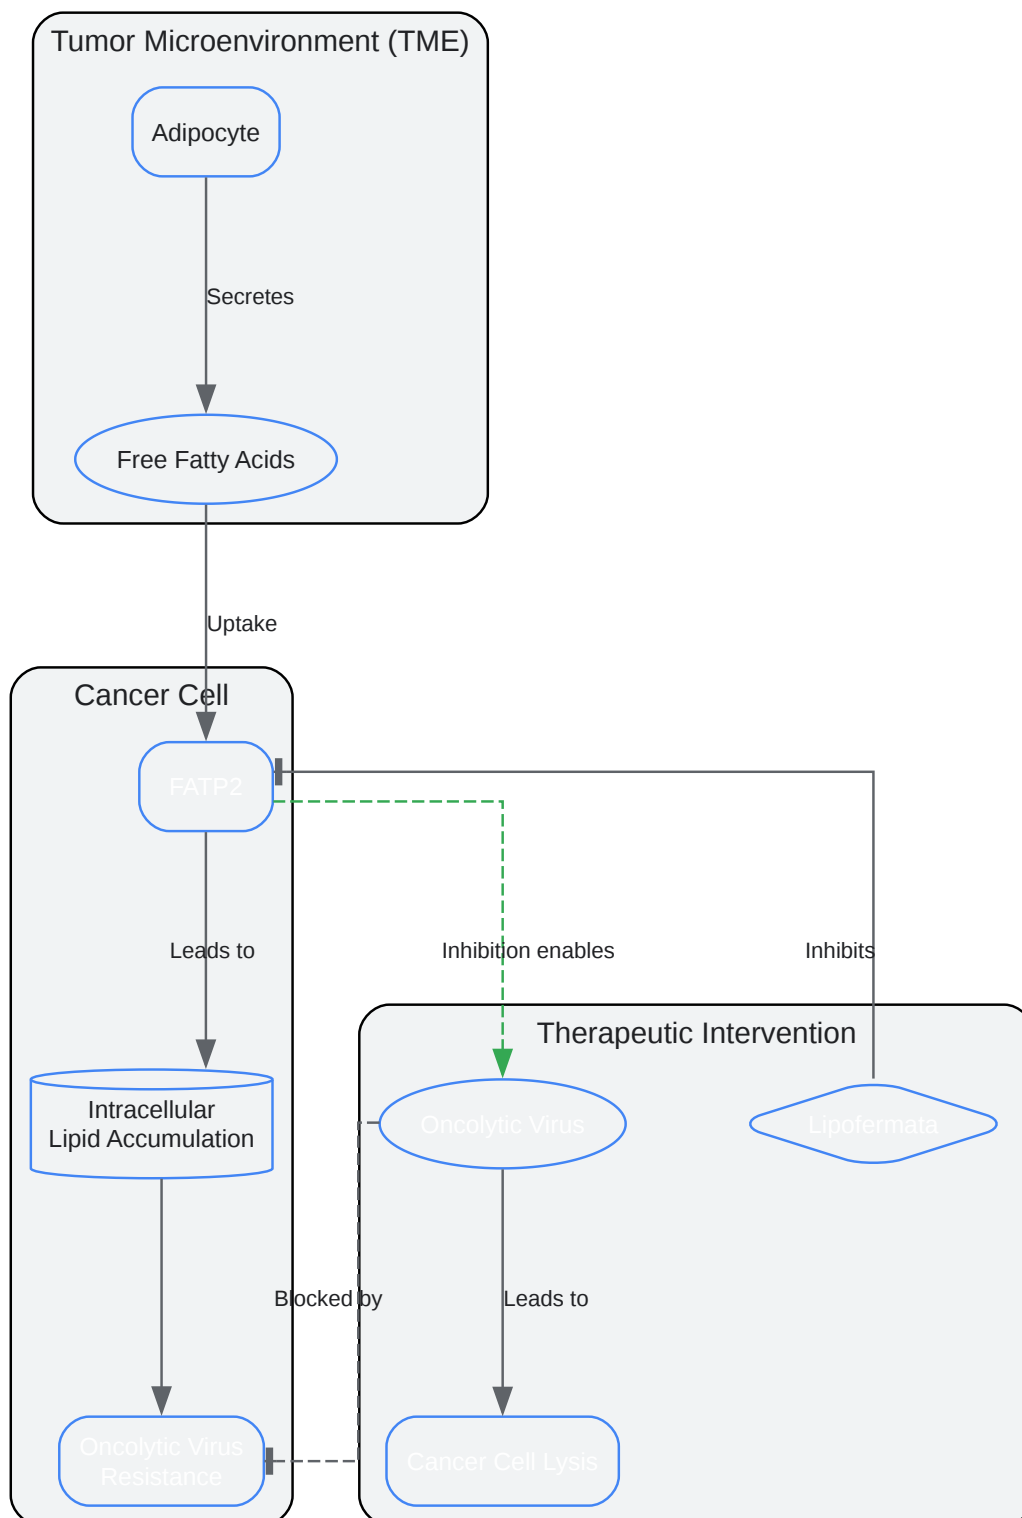 Tumor Microenvironment (TME)
Adipocyte
Secretes
Free Fatty Acids
Uptake
Cancer Cell
FATP2
Leads to
Inhibition enables
Inhibits
Therapeutic Intervention
Intracellular
Lipid Accumulation
Oncolytic Virus
Lipofermata
Blocked by
Leads to
Oncolytic Virus
Resistance
Cancer Cell Lysis